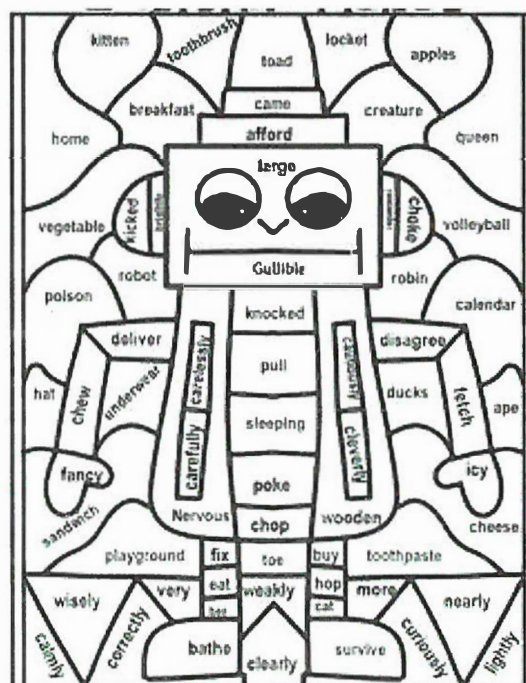 kitten
toothbrush
toad
locket
apples
breakfast
came
creature
home
afford
queen
large
vegetable
kicked
choke
volleyball
Gullible
robot
robin
poison
calendar
knocked
deliver
disagree
pull
carelessly
hat
chew
underwear
ducks
fetch
ape
sleeping
carefully
cleverly
fancy
icy
poke
sandwich
Nervous
chop
wooden
cheese
playground
fix
toe
buy
toothpaste
wisely
very
eat
weakly
hop
more
nearly
cat
calmly
correctly
bathe
clearly
survive
curiously
lightly